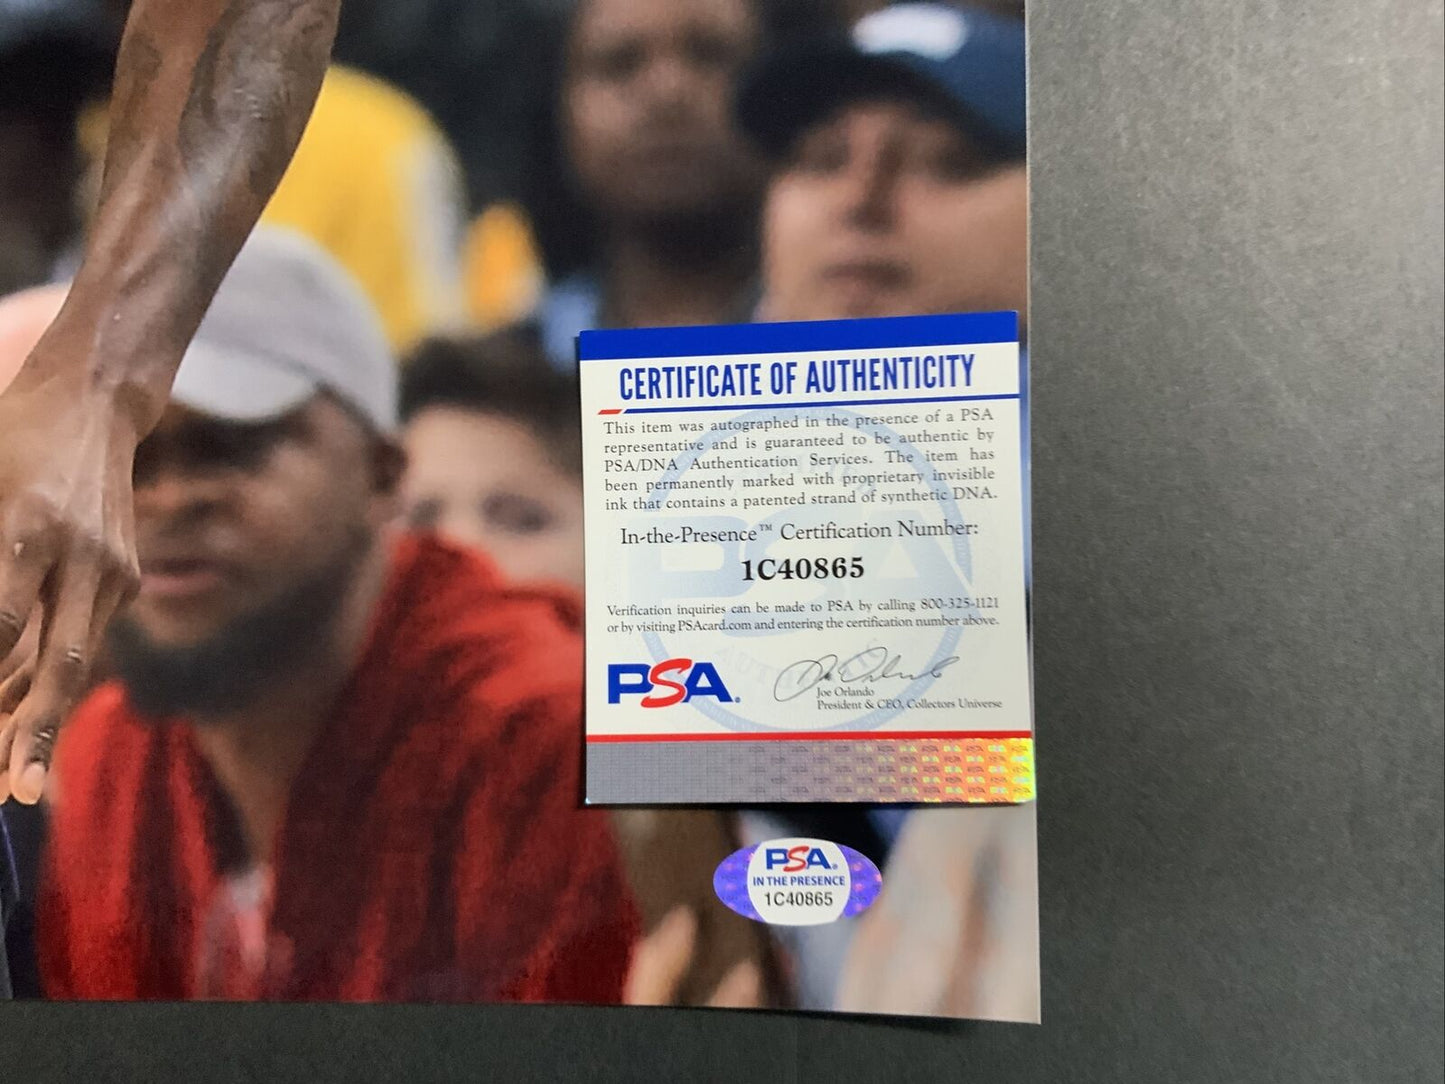 CERTIFICATE OF AUTHENTICITY
This item was autographed in the presence of a PSA
representative and is guaranteed to be authentic by
PSA/DNA Authentication Services. The item has
been permanently marked with proprietary invisible
ink that contains a patented strand of synthetic DNA.
In-the-Presence™ Certification Number:
1C40865
Verification inquiries can be made to PSA by calling 800-325-1121
or by visiting PSAcard.com and entering the certification number above.
PSA®
Joe Orlando
President & CEO, Collectors Universe
PSA®
IN THE PRESENCE
1C40865